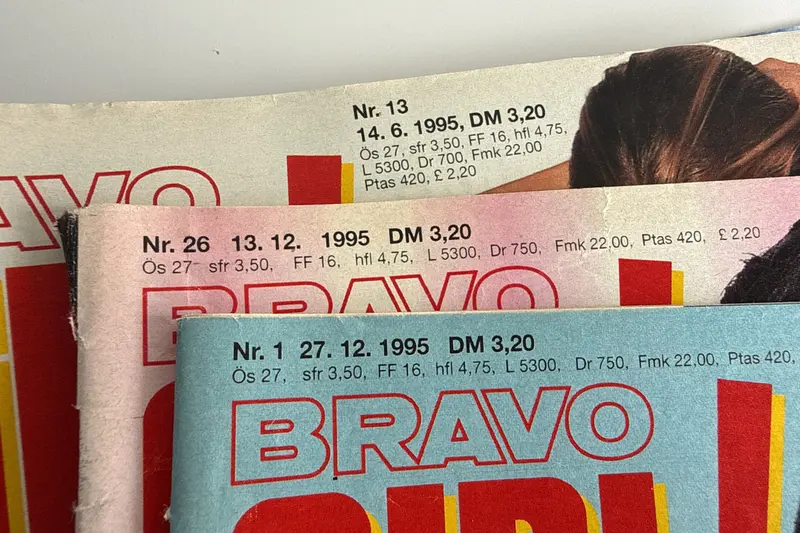 Nr. 13
14. 6. 1995, DM 3,20
Ös 27, sfr 3,50, FF 16, hfl 4,75,
L 5300, Dr 700, Fmk 22,00
Ptas 420, £ 2,20
BRAVO
Nr. 26 13. 12. 1995 DM 3,20
Ös 27 sfr 3,50, FF 16, hfl 4,75, L 5300, Dr 750, Fmk 22,00, Ptas 420, £ 2,20
BRAVO
Nr. 1 27. 12. 1995 DM 3,20
Ös 27, sfr 3,50, FF 16, hfl 4,75, L 5300, Dr 750, Fmk 22,00, Ptas 420,
BRAVO
GIRL